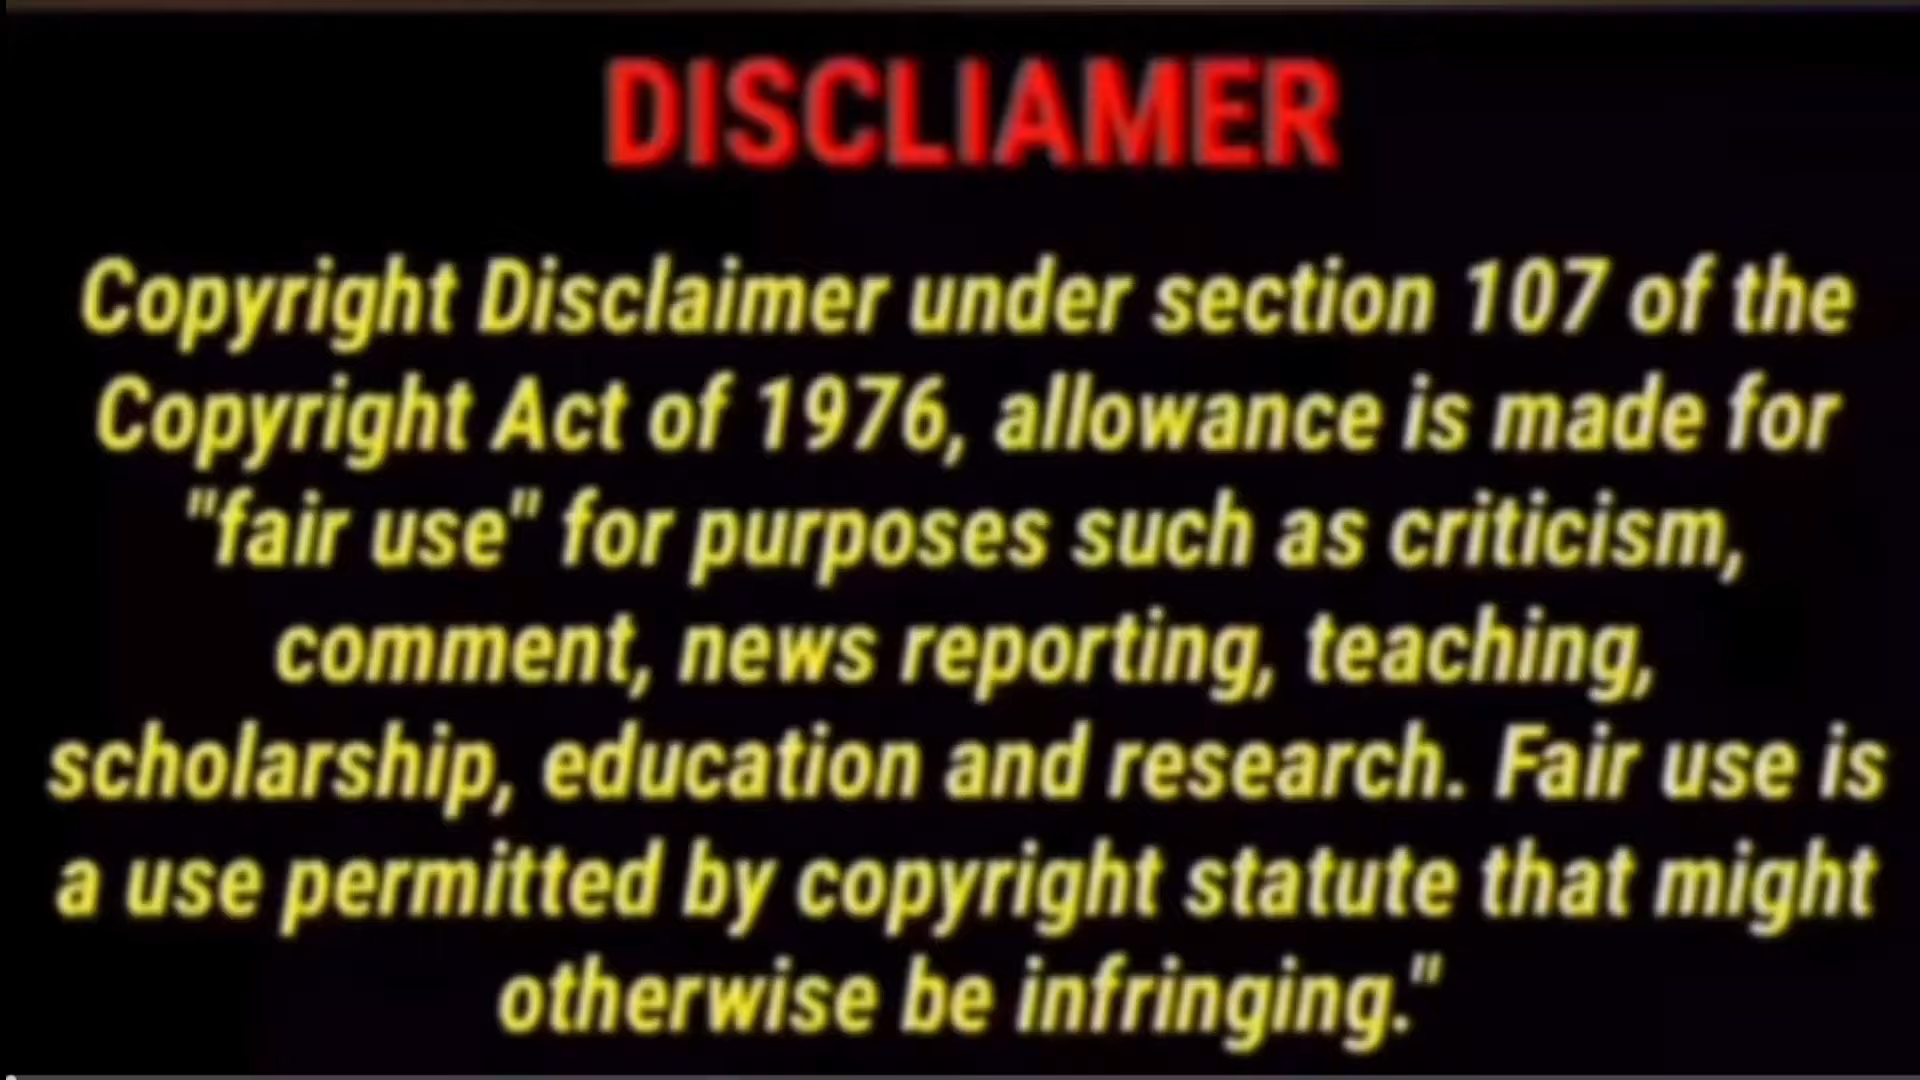 DISCLIAMER
Copyright Disclaimer under section 107 of the
Copyright Act of 1976, allowance is made for
"fair use" for purposes such as criticism,
comment, news reporting, teaching,
scholarship, education and research. Fair use is
a use permitted by copyright statute that might
otherwise be infringing."